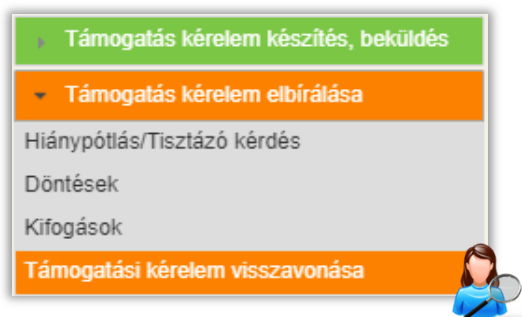 Támogatás kérelem készítés, beküldés
Támogatás kérelem elbírálása
Hiánypótlás/Tisztázó kérdés
Döntések
Kifogások
Támogatási kérelem visszavonása